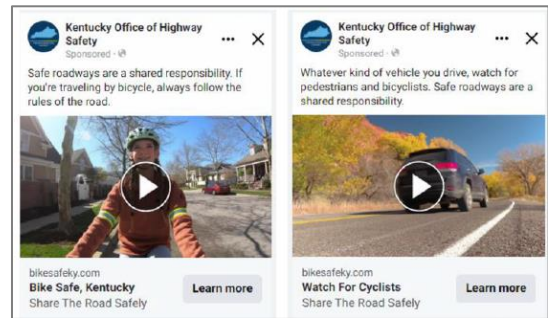 Kentucky Office of Highway
Safety
Sponsored ·
Safe roadways are a shared responsibility. If
you're traveling by bicycle, always follow the
rules of the road.
bikesafeky.com
Bike Safe, Kentucky
Share The Road Safely
Learn more
Kentucky Office of Highway
Safety
Sponsored ·
Whatever kind of vehicle you drive, watch for
pedestrians and bicyclists. Safe roadways are a
shared responsibility.
bikesafeky.com
Watch For Cyclists
Share The Road Safely
Learn more